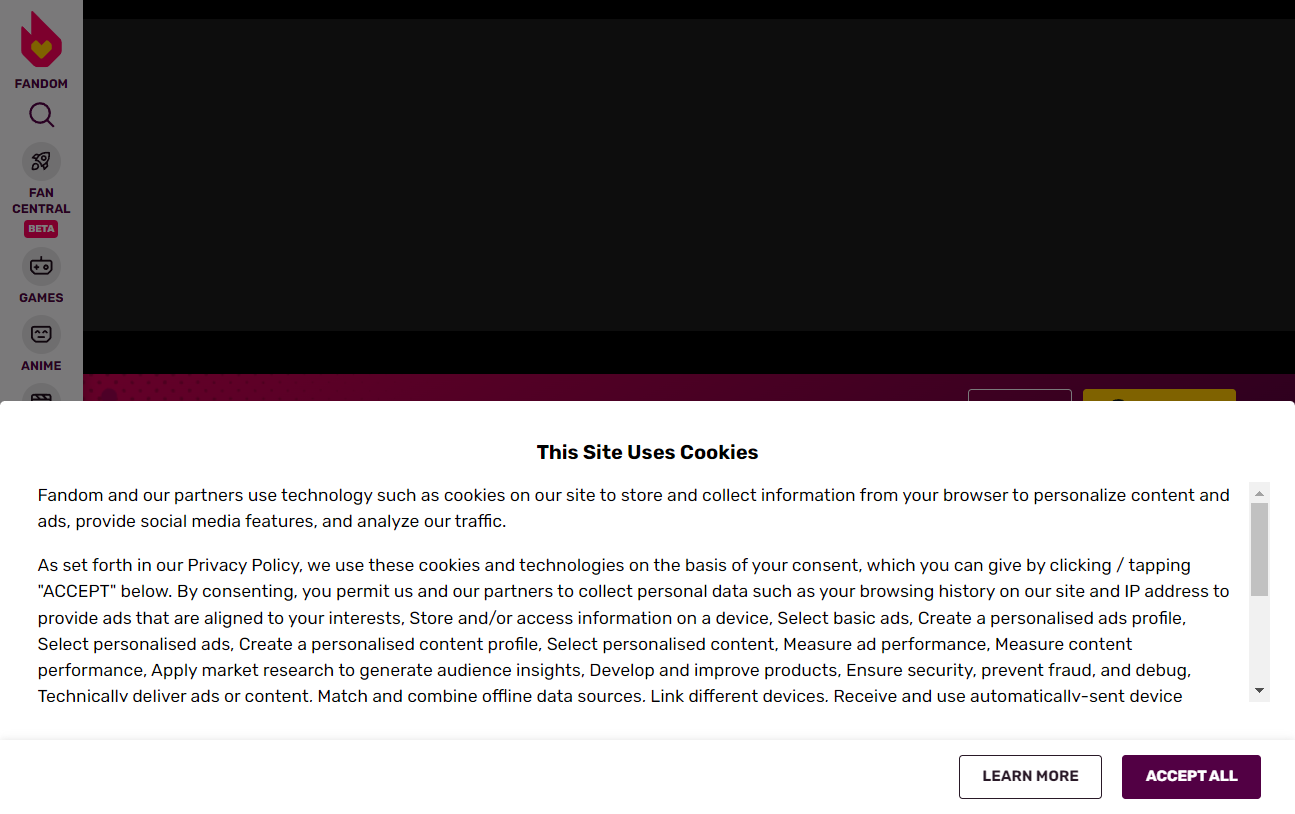 FANDOM
FAN
CENTRAL
BETA
GAMES
ANIME
This Site Uses Cookies
Fandom and our partners use technology such as cookies on our site to store and collect information from your browser to personalize content and
ads, provide social media features, and analyze our traffic.
As set forth in our Privacy Policy, we use these cookies and technologies on the basis of your consent, which you can give by clicking / tapping
"ACCEPT" below. By consenting, you permit us and our partners to collect personal data such as your browsing history on our site and IP address to
provide ads that are aligned to your interests, Store and/or access information on a device, Select basic ads, Create a personalised ads profile,
Select personalised ads, Create a personalised content profile, Select personalised content, Measure ad performance, Measure content
performance, Apply market research to generate audience insights, Develop and improve products, Ensure security, prevent fraud, and debug,
Technically deliver ads or content, Match and combine offline data sources, Link different devices, Receive and use automatically-sent device
LEARN MORE
ACCEPT ALL